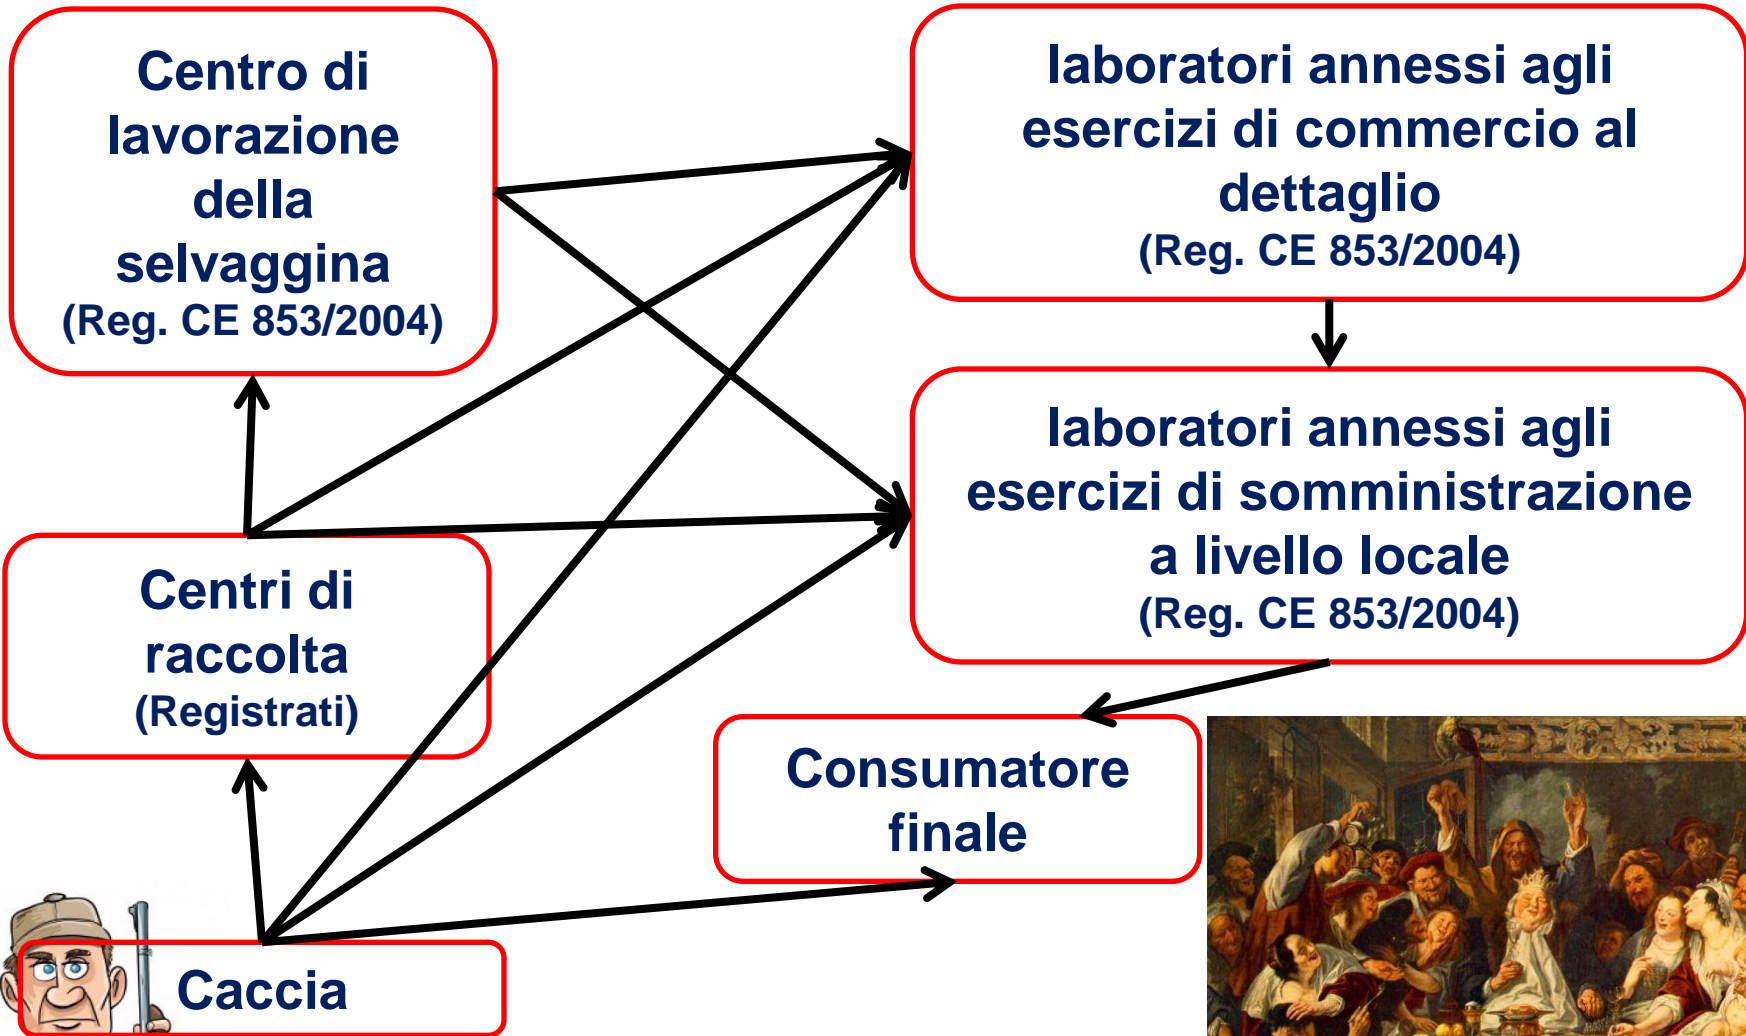 Centro di
lavorazione
della
selvaggina
(Reg. CE 853/2004)
laboratori annessi agli
esercizi di commercio al
dettaglio
(Reg. CE 853/2004)
laboratori annessi agli
esercizi di somministrazione
a livello locale
(Reg. CE 853/2004)
Centri di
raccolta
(Registrati)
Consumatore
finale
Caccia